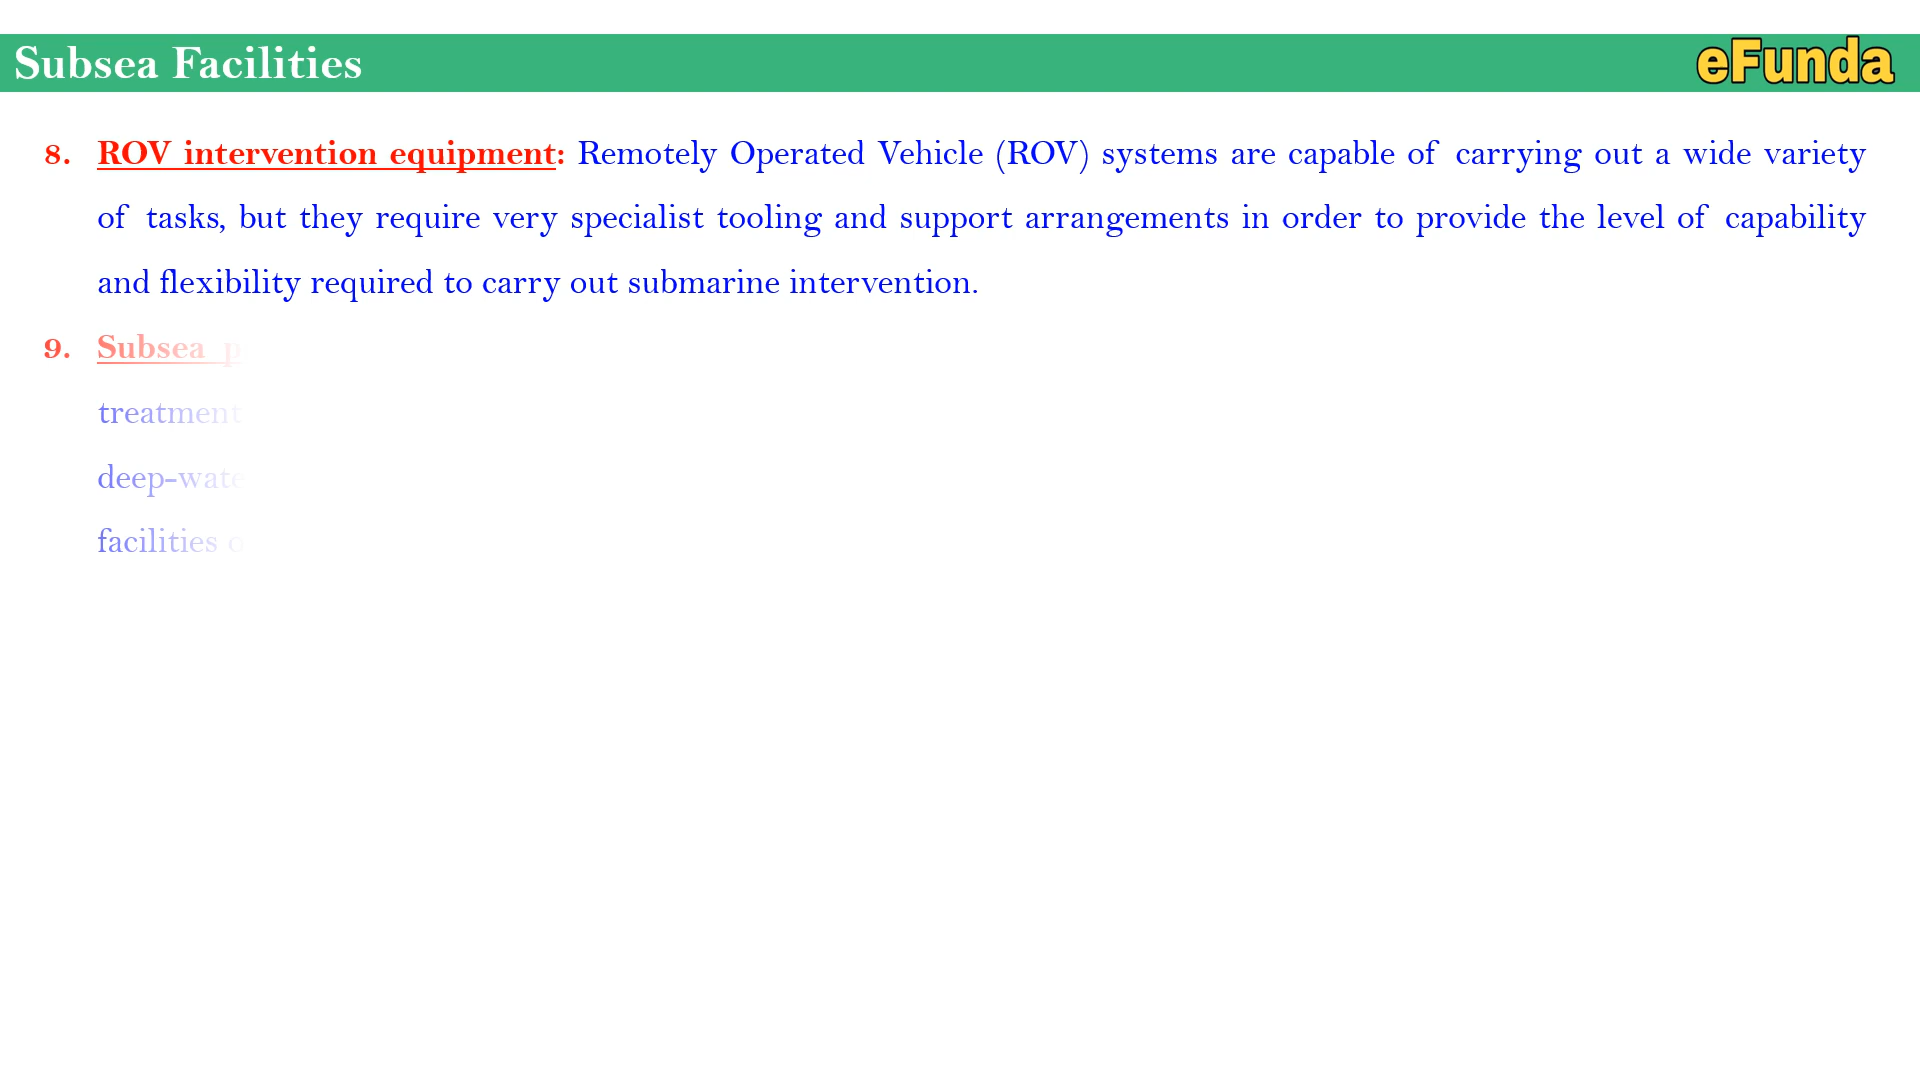 Subsea Facilities
eFunda
8. ROV intervention equipment: Remotely Operated Vehicle (ROV) systems are capable of carrying out a wide variety
of tasks, but they require very specialist tooling and support arrangements in order to provide the level of capability
and flexibility required to carry out submarine intervention.
9. Subsea
treatment
deep-wate
facilities